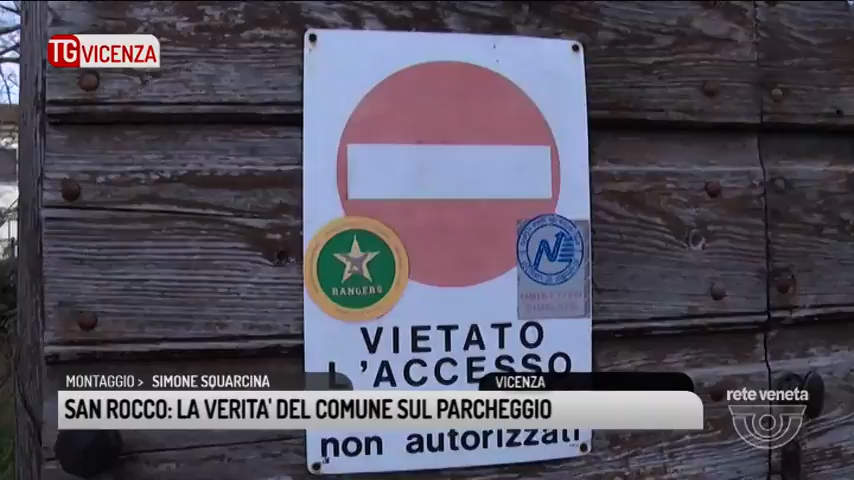 TG VICENZA
RANGERS
VIETATO
L'ACCESSO
MONTAGGIO> SIMONE SQUARCINA
VICENZA
SAN ROCCO: LA VERITA' DEL COMUNE SUL PARCHEGGIO
rete veneta
non autorizzati